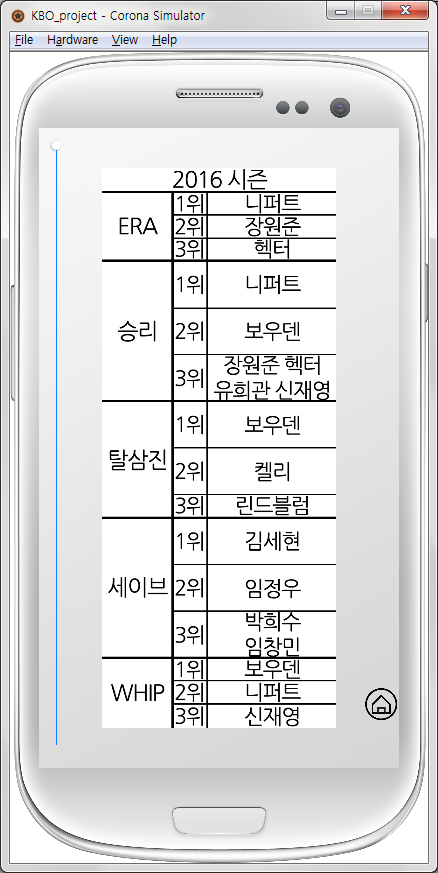 KBO_project - Corona Simulator
File Hardware View Help
2016 시즌
ERA
1위 니퍼트
2위 장원준
3위 헥터
승리
1위 니퍼트
2위 보우덴
3위 장원준 헥터
유희관 신재영
탈삼진
1위 보우덴
2위 켈리
3위 린드블럼
세이브
1위 김세현
2위 임정우
3위 박희수
임창민
WHIP
1위 보우덴
2위 니퍼트
3위 신재영